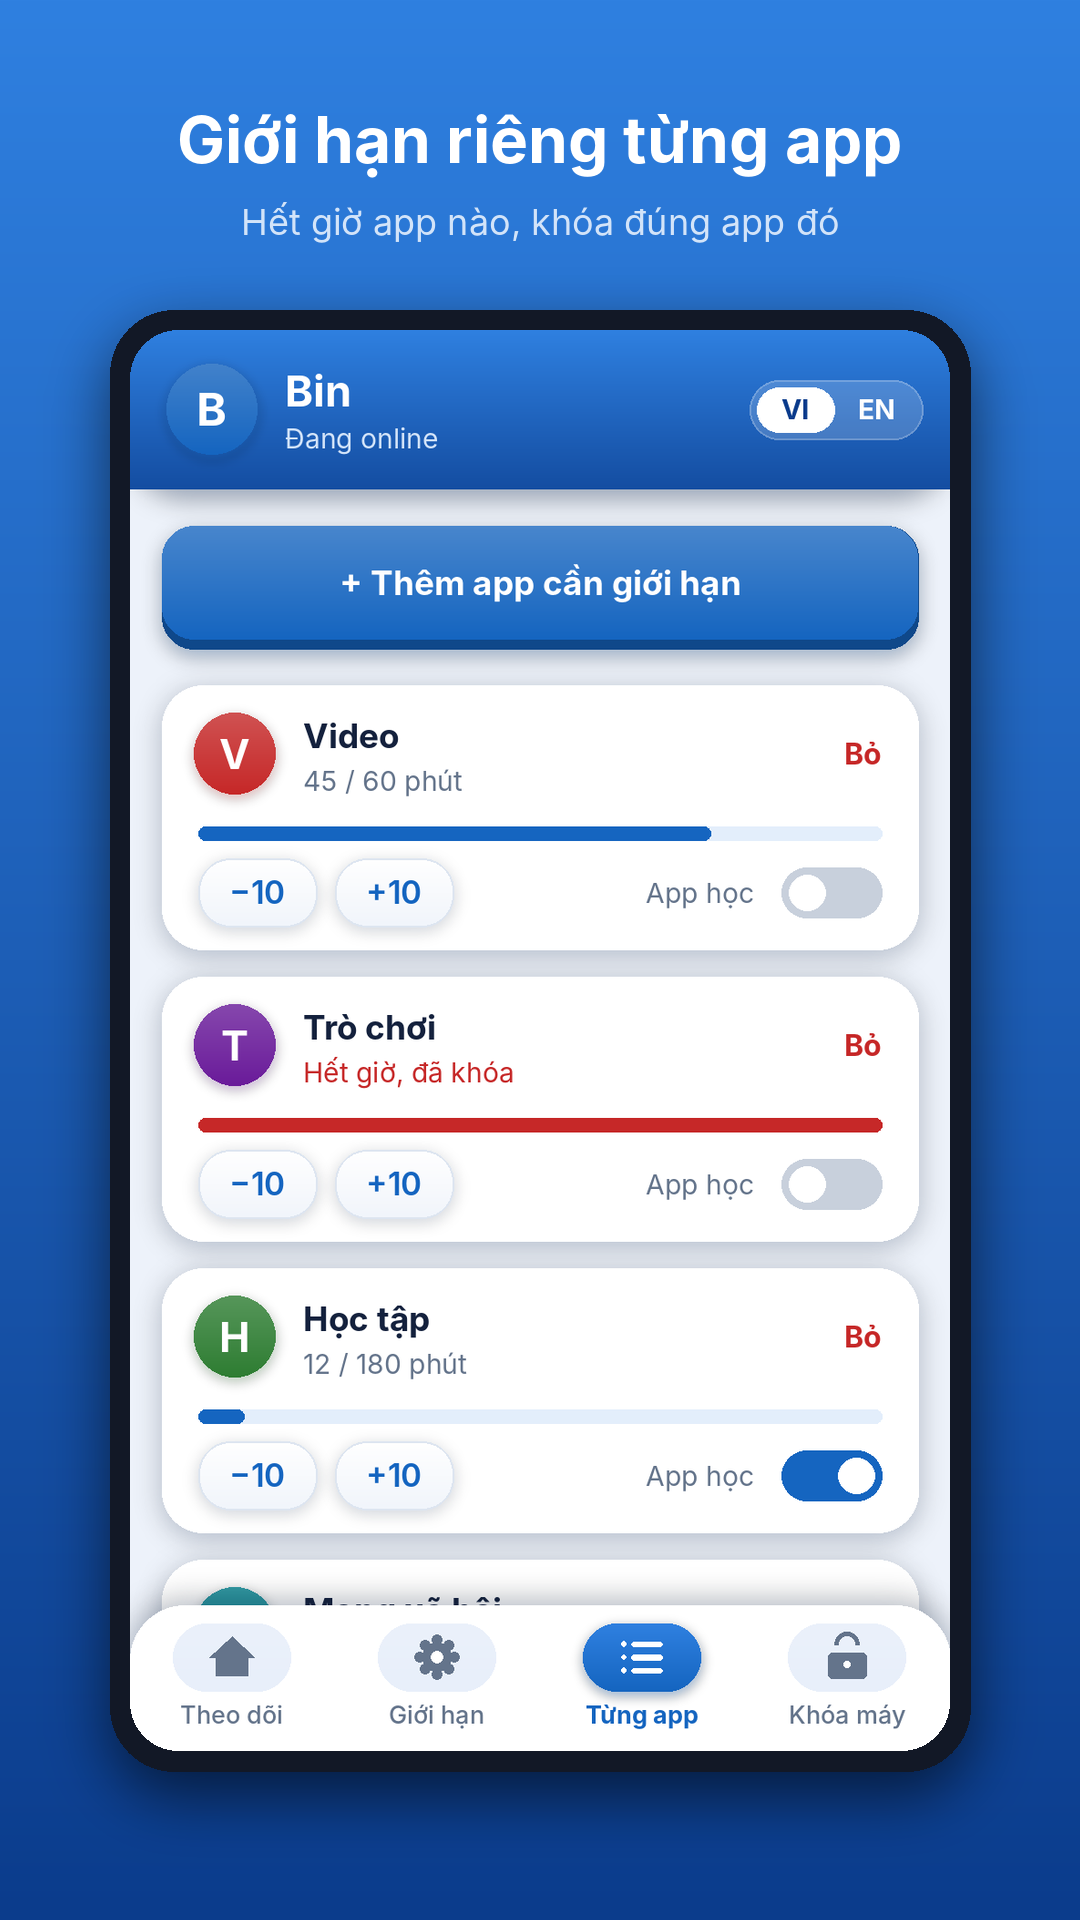 Giới hạn riêng từng app
Hết giờ app nào, khóa đúng app đó
B
Bin
Đang online
VI
EN
+ Thêm app cần giới hạn
V
Video
45 / 60 phút
Bỏ
−10
+10
App học
T
Trò chơi
Hết giờ, đã khóa
Bỏ
−10
+10
App học
H
Học tập
12 / 180 phút
Bỏ
−10
+10
App học
Theo dõi
Giới hạn
Từng app
Khóa máy